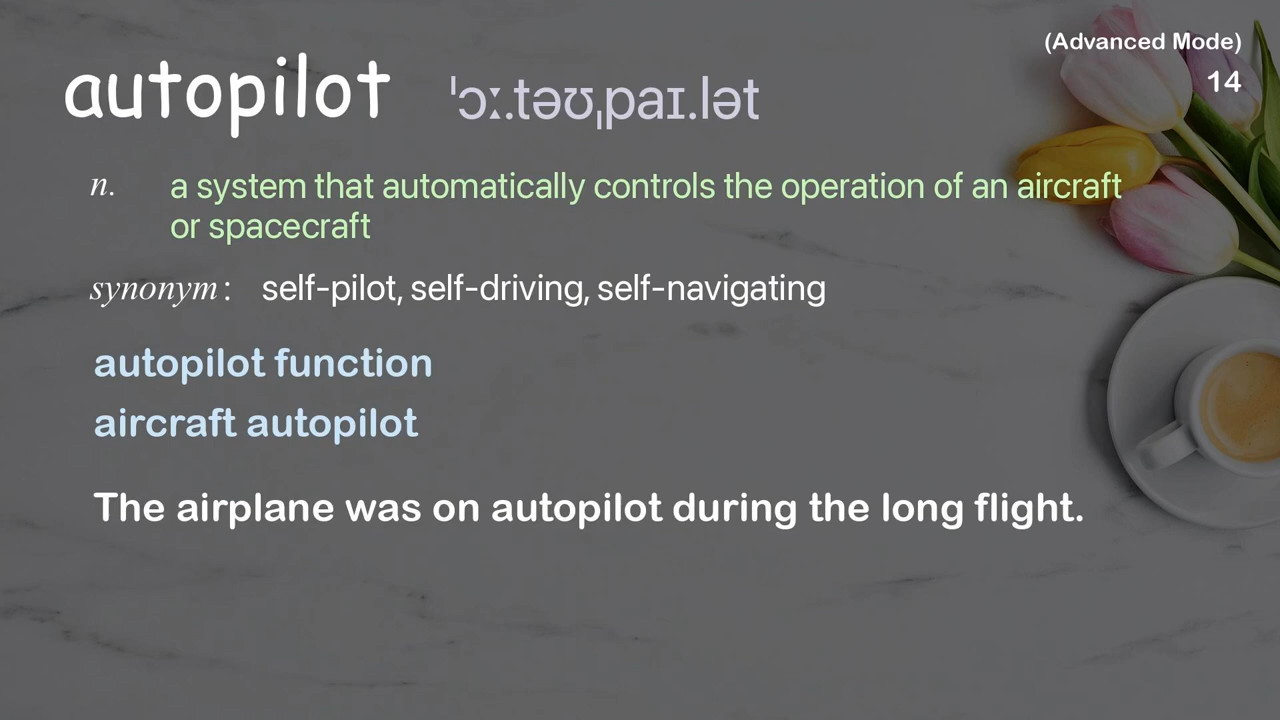 (Advanced Mode)
14
autopilot ˈɔː.təʊˌpaɪ.lət
n. a system that automatically controls the operation of an aircraft
or spacecraft
synonym: self-pilot, self-driving, self-navigating
autopilot function
aircraft autopilot
The airplane was on autopilot during the long flight.